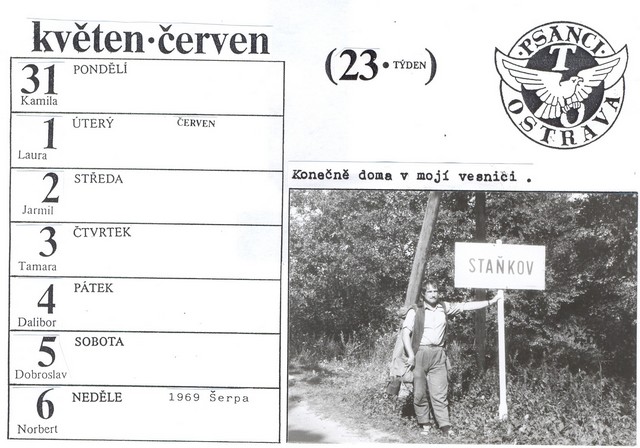 květen·červen
(23. TÝDEN)
PSANCI
T
O
OSTRAVA
31 PONDĚLÍ
Kamila
1 ÚTERÝ ČERVEN
Laura
2 STŘEDA
Jarmil
3 ČTVRTEK
Tamara
4 PÁTEK
Dalibor
5 SOBOTA
Dobroslav
6 NEDĚLE 1969 Šerpa
Norbert
Konečně doma v mojí vesnici .
STAŇKOV